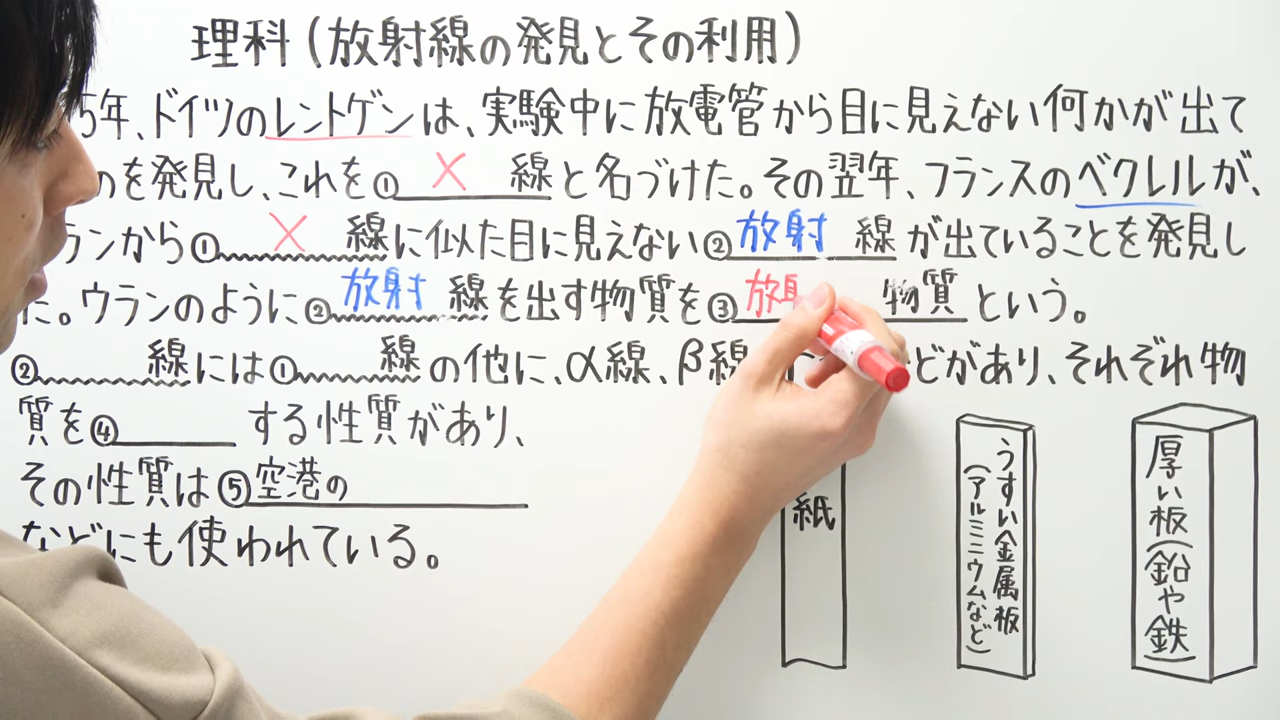 理科(放射線の発見とその利用)
5年、ドイツのレントゲンは、実験中に放電管から目に見えない何かが出て
のを発見し、これを① X 線と名づけた。その翌年、フランスのベクレルが、
ランから① X 線に似た目に見えない②放射線が出ていることを発見し
た。ウランのように②放射線を出す物質を③放射 物質という。
②線には①線の他に、α線、β線 どがあり、それぞれ物
質を④ する性質があり、
その性質は⑤空港の
などにも使われている。
紙
うすい金属板
(アルミニウムなど)
厚い板(鉛や鉄)